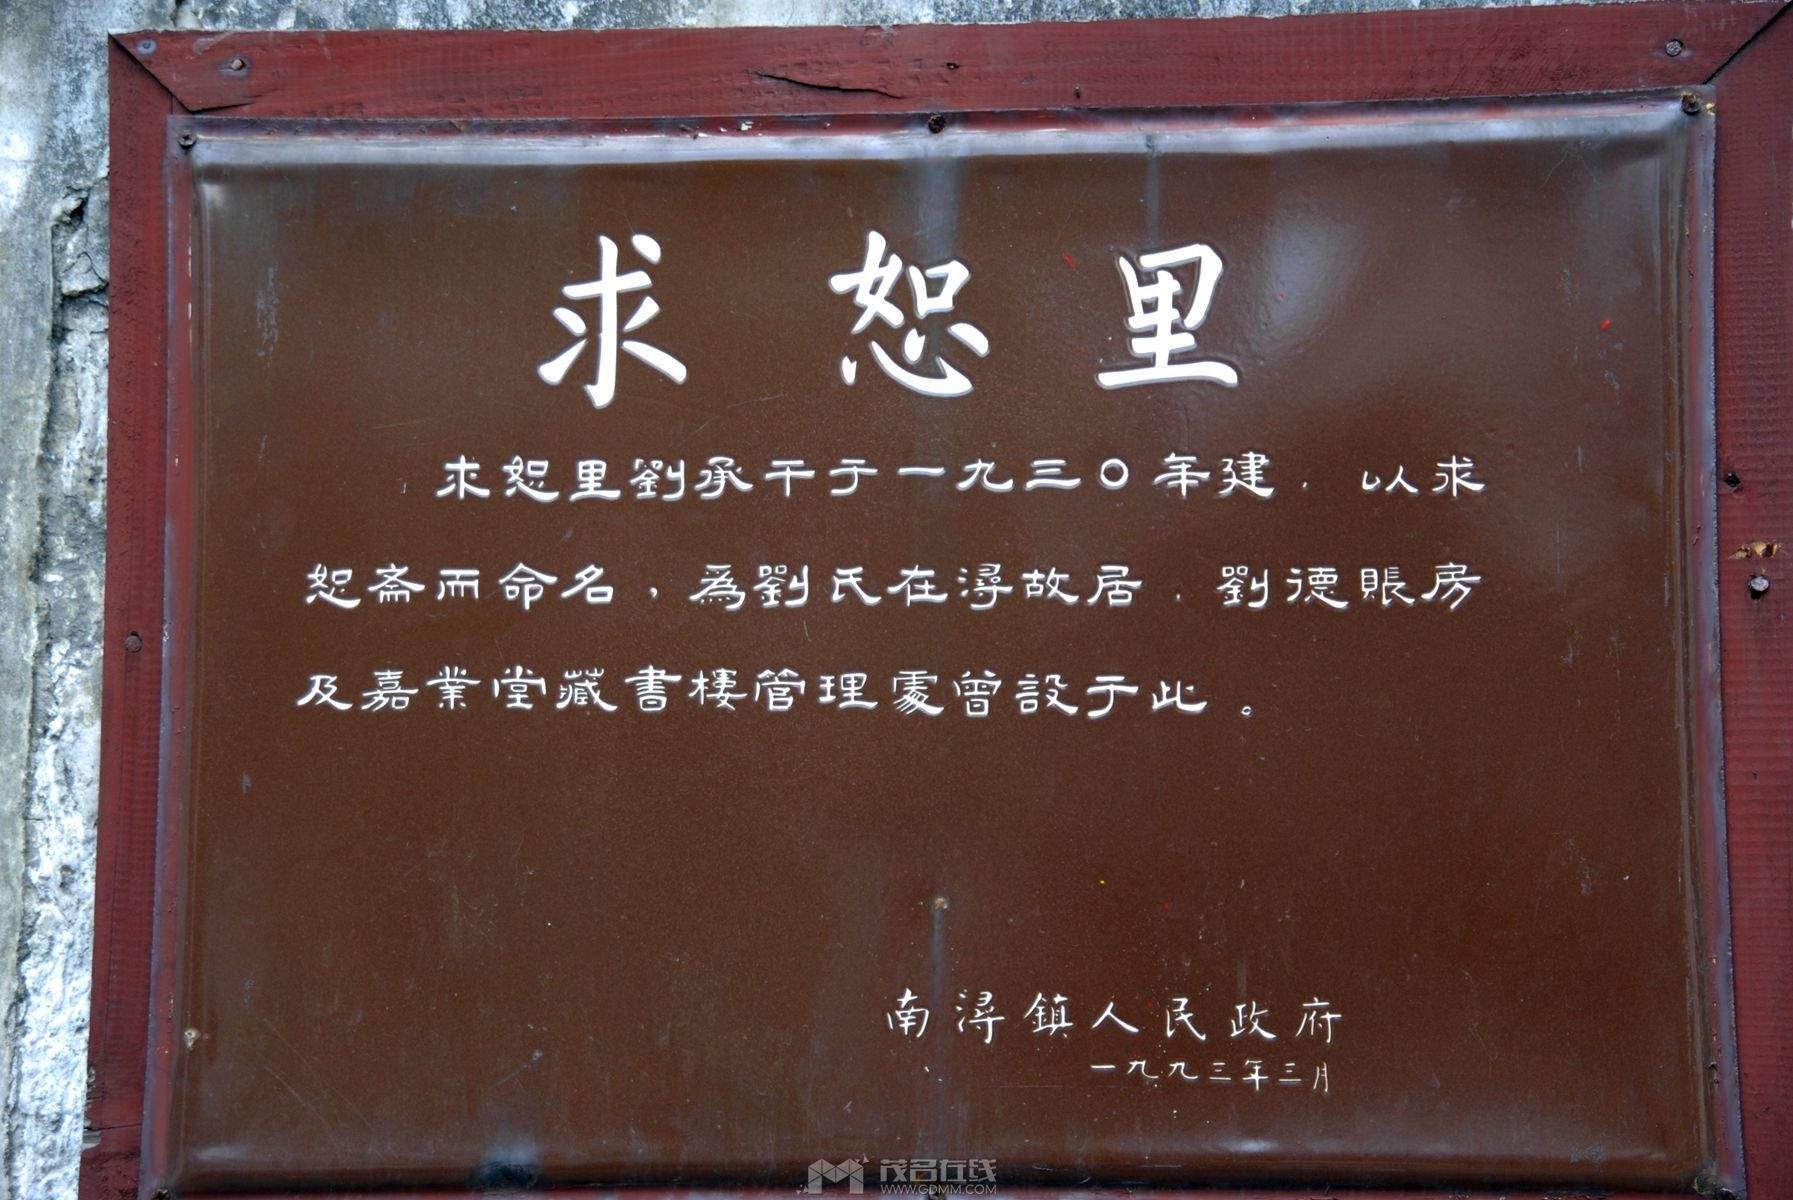 求恕里
求恕里劉承干于一九三〇年建．以求
恕斋而命名，為劉氏在潯故居．劉德賬房
及嘉業堂藏書樓管理處曾設于此。
南潯鎮人民政府
一九九三年三月
茂名在线
WWW.GDMM.COM